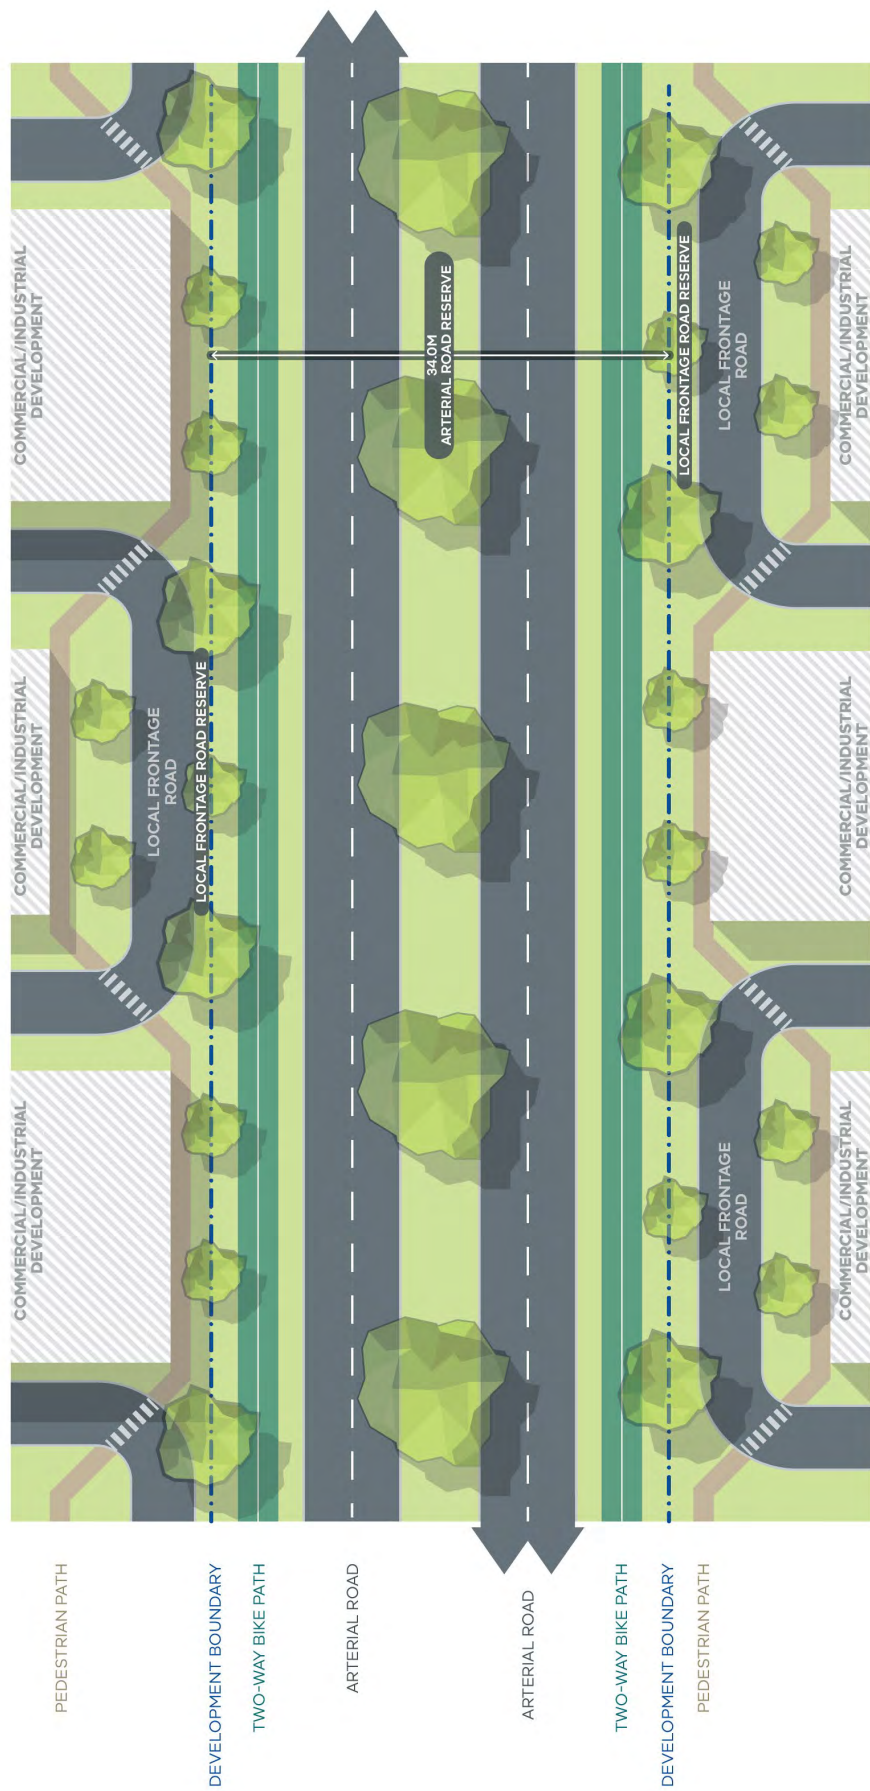 COMMERCIAL/INDUSTRIAL
DEVELOPMENT
34.0M
ARTERIAL ROAD RESERVE
LOCAL FRONTAGE ROAD RESERVE
LOCAL FRONTAGE
ROAD
COMMERCIAL/INDUSTRIAL
DEVELOPMENT
COMMERCIAL/INDUSTRIAL
DEVELOPMENT
LOCAL FRONTAGE
ROAD
LOCAL FRONTAGE ROAD RESERVE
COMMERCIAL/INDUSTRIAL
DEVELOPMENT
COMMERCIAL/INDUSTRIAL
DEVELOPMENT
LOCAL FRONTAGE
ROAD
COMMERCIAL/INDUSTRIAL
DEVELOPMENT
PEDESTRIAN PATH
DEVELOPMENT BOUNDARY
TWO-WAY BIKE PATH
ARTERIAL ROAD
ARTERIAL ROAD
TWO-WAY BIKE PATH
DEVELOPMENT BOUNDARY
PEDESTRIAN PATH